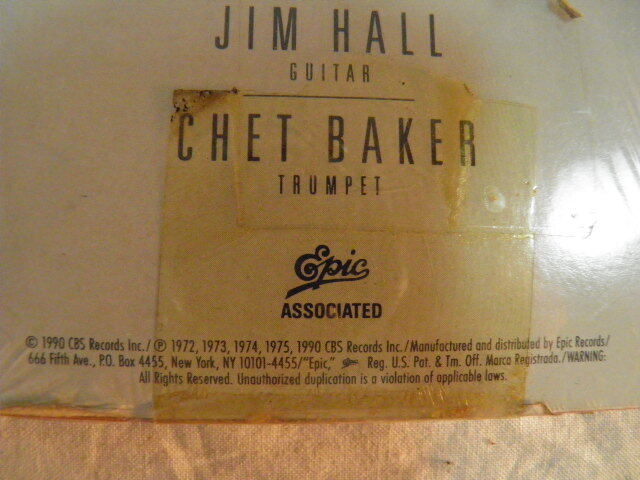 JIM HALL
GUITAR
CHET BAKER
TRUMPET
Epic
ASSOCIATED
© 1990 CBS Records Inc./ ℗ 1972, 1973, 1974, 1975, 1990 CBS Records Inc./Manufactured and distributed by Epic Records/
666 Fifth Ave., P.O. Box 4455, New York, NY 10101-4455/"Epic," Reg. U.S. Pat. & Tm. Off. Marca Registrada./WARNING:
All Rights Reserved. Unauthorized duplication is a violation of applicable laws.